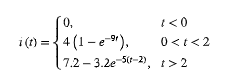 i (t) = { 0, t < 0
4 (1 − e^{−9t}), 0 < t < 2
7.2 − 3.2e^{−5(t−2)}, t > 2